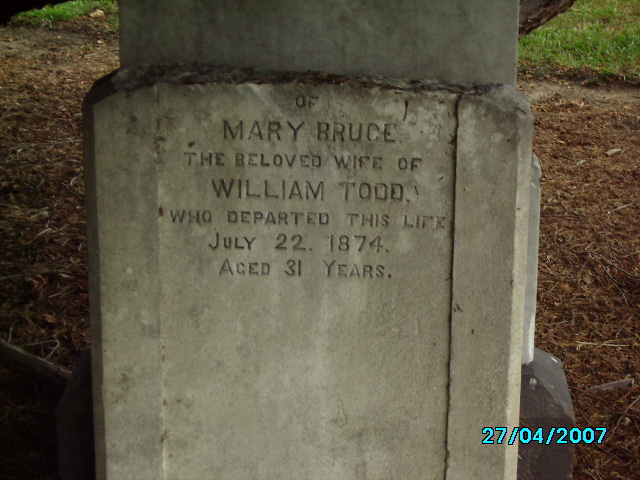 OF
MARY BRUCE.
THE BELOVED WIFE OF
WILLIAM TODD.
WHO DEPARTED THIS LIFE
JULY 22. 1874.
AGED 31 YEARS.
27/04/2007